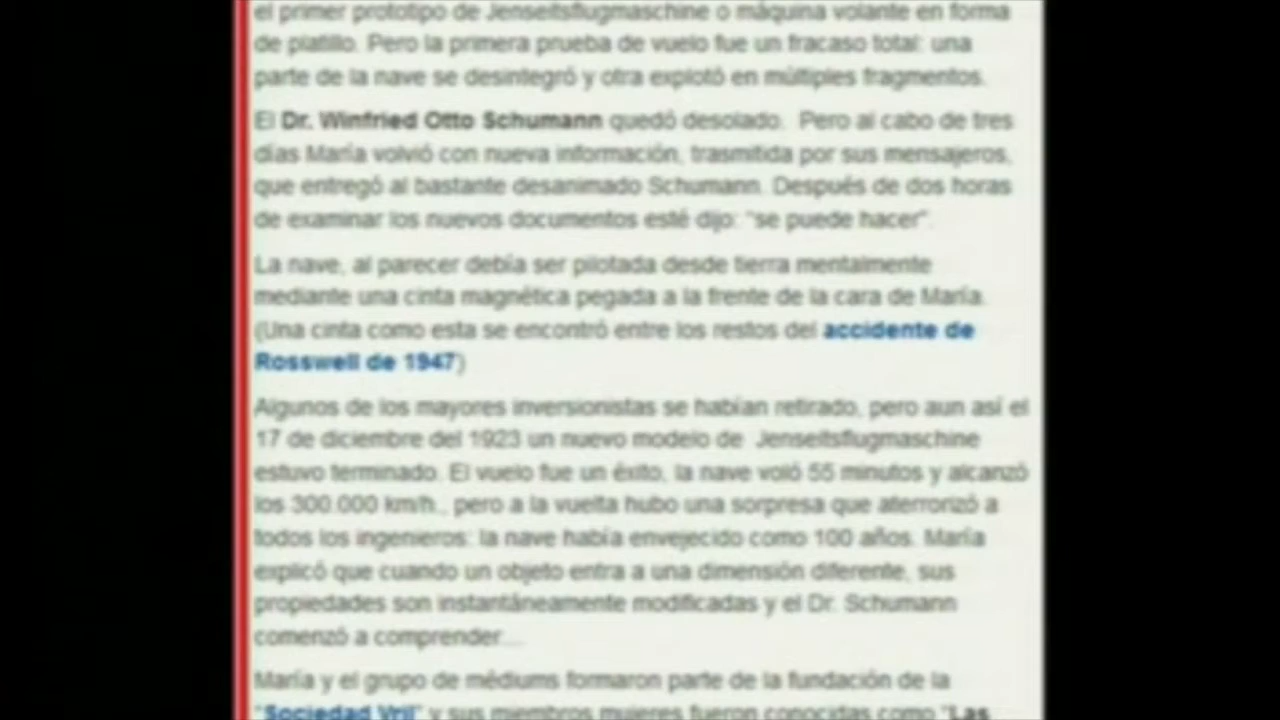 el primer prototipo de Jenseitsflugmaschine o máquina volante en forma
de platillo. Pero la primera prueba de vuelo fue un fracaso total: una
parte de la nave se desintegró y otra explotó en múltiples fragmentos.
El Dr. Winfried Otto Schumann quedó desolado. Pero al cabo de tres
días María volvió con nueva información, trasmitida por sus mensajeros,
que entregó al bastante desanimado Schumann. Después de dos horas
de examinar los nuevos documentos esté dijo: "se puede hacer".
La nave, al parecer debía ser pilotada desde tierra mentalmente
mediante una cinta magnética pegada a la frente de la cara de María.
(Una cinta como esta se encontró entre los restos del accidente de
Rosswell de 1947)
Algunos de los mayores inversionistas se habían retirado, pero aun así el
17 de diciembre del 1923 un nuevo modelo de Jenseitsflugmaschine
estuvo terminado. El vuelo fue un éxito, la nave voló 55 minutos y alcanzó
los 300.000 km/h., pero a la vuelta hubo una sorpresa que aterrorizó a
todos los ingenieros: la nave había envejecido como 100 años. María
explicó que cuando un objeto entra a una dimensión diferente, sus
propiedades son instantáneamente modificadas y el Dr. Schumann
comenzó a comprender...
María y el grupo de médiums formaron parte de la fundación de la
"Sociedad Vril" y sus miembros mujeres fueron conocidas como "Las